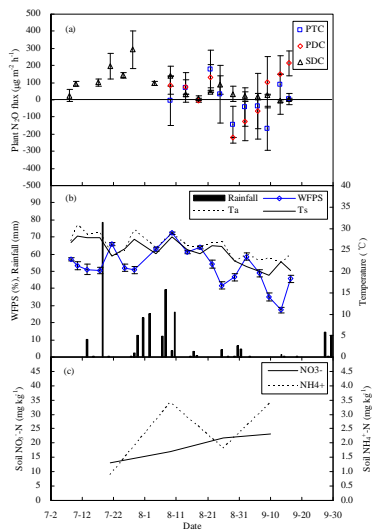 (a)
Plant N₂O flux (μg m⁻² h⁻¹)
500
400
300
200
100
0
-100
-200
-300
-400
-500
PTC
PDC
SDC
(b)
WFPS (%), Rainfall (mm)
90
80
70
60
50
40
30
20
10
0
Rainfall
WFPS
Ta
Ts
40
35
30
25
20
15
10
5
0
Temperature (℃)
(c)
Soil NO₃⁻-N (mg kg⁻¹)
45
40
35
30
25
20
15
10
5
0
NO3-
NH4+
4.5
4.0
3.5
3.0
2.5
2.0
1.5
1.0
0.5
0.0
Soil NH₄⁺-N (mg kg⁻¹)
7-2 7-12 7-22 8-1 8-11 8-21 8-31 9-10 9-20 9-30
Date